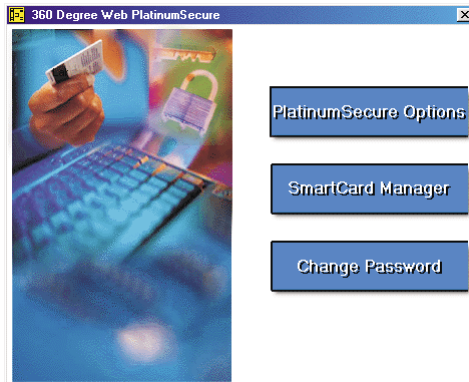 360 Degree Web PlatinumSecure
PlatinumSecure Options
SmartCard Manager
Change Password